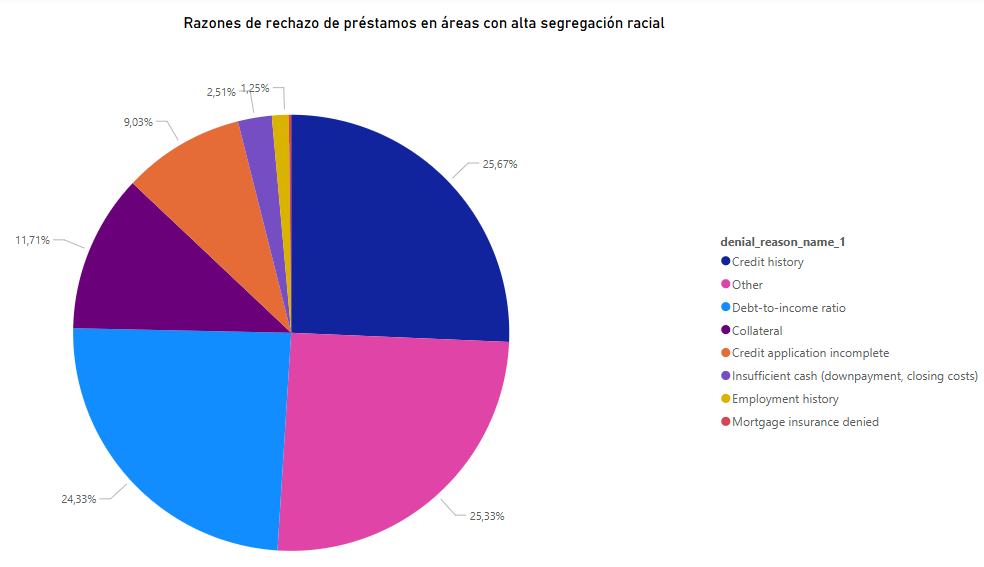 Razones de rechazo de préstamos en áreas con alta segregación racial
2,51%
1,25%
9,03%
25,67%
11,71%
24,33%
25,33%
denial_reason_name_1
Credit history
Other
Debt-to-income ratio
Collateral
Credit application incomplete
Insufficient cash (downpayment, closing costs)
Employment history
Mortgage insurance denied